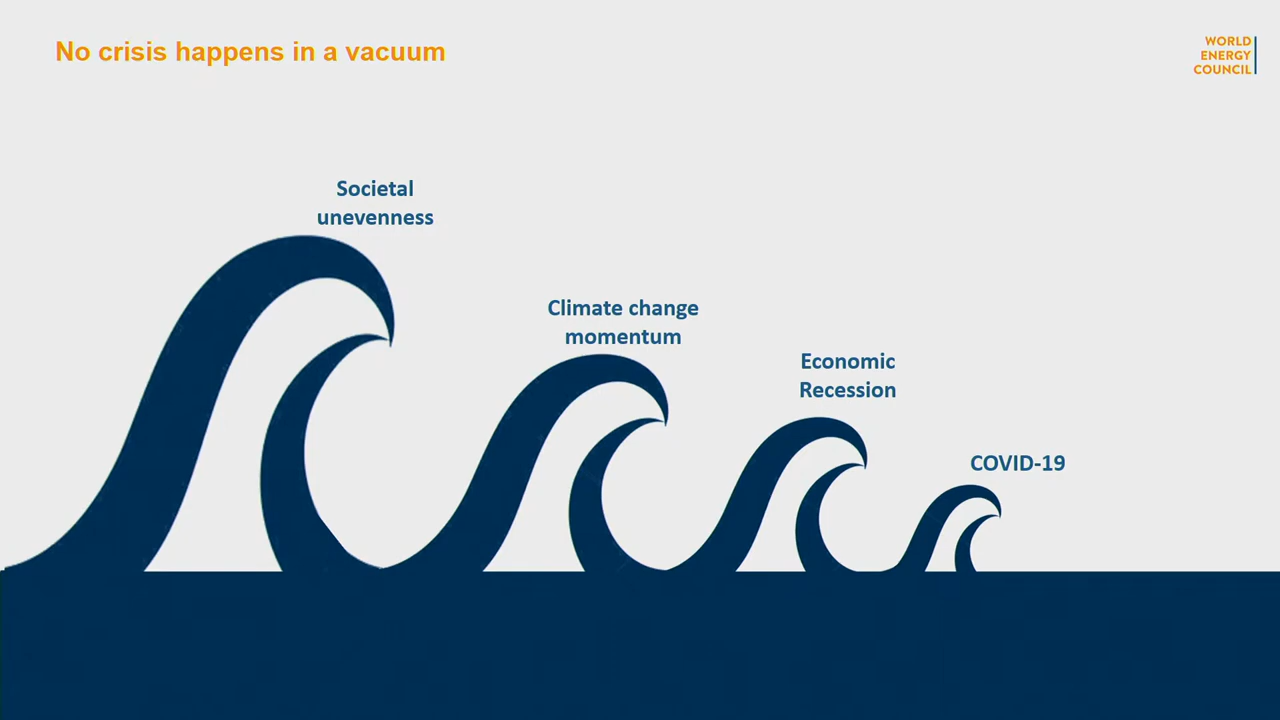 No crisis happens in a vacuum
WORLD
ENERGY
COUNCIL
Societal
unevenness
Climate change
momentum
Economic
Recession
COVID-19